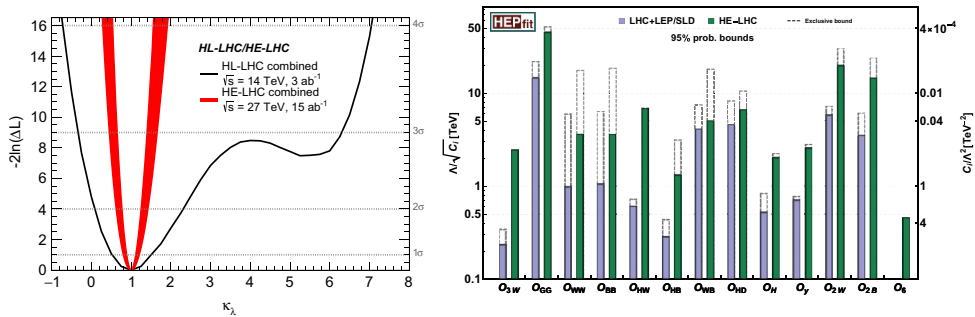 HL-LHC/HE-LHC
HL-LHC combined
√s = 14 TeV, 3 ab⁻¹
HE-LHC combined
√s = 27 TeV, 15 ab⁻¹
-2ln(ΔL)
16
14
12
10
8
6
4
2
0
4σ
3σ
2σ
1σ
−1 0 1 2 3 4 5 6 7 8
κλ
HEPfit
LHC+LEP/SLD HE−LHC Exclusive bound
95% prob. bounds
Λ/√Cᵢ [TeV]
50
10
5
1
0.5
0.1
4×10⁻⁴
0.01
0.04
1
4
Cᵢ/Λ² [TeV⁻²]
O3W OGG OWW OBB OHW OHB OWB OHD OH Oy O2W O2B O6